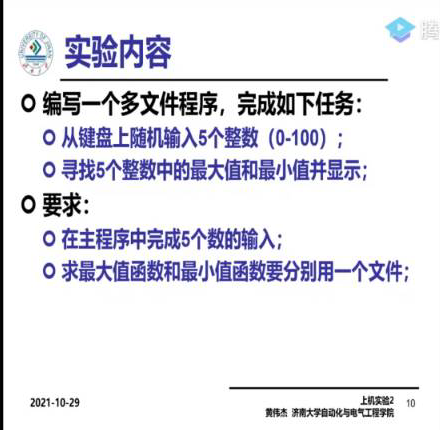 腾
实验内容
编写一个多文件程序，完成如下任务：
从键盘上随机输入5个整数（0-100）；
寻找5个整数中的最大值和最小值并显示；
要求：
在主程序中完成5个数的输入；
求最大值函数和最小值函数要分别用一个文件；
2021-10-29
上机实验2
10
黄伟杰 济南大学自动化与电气工程学院